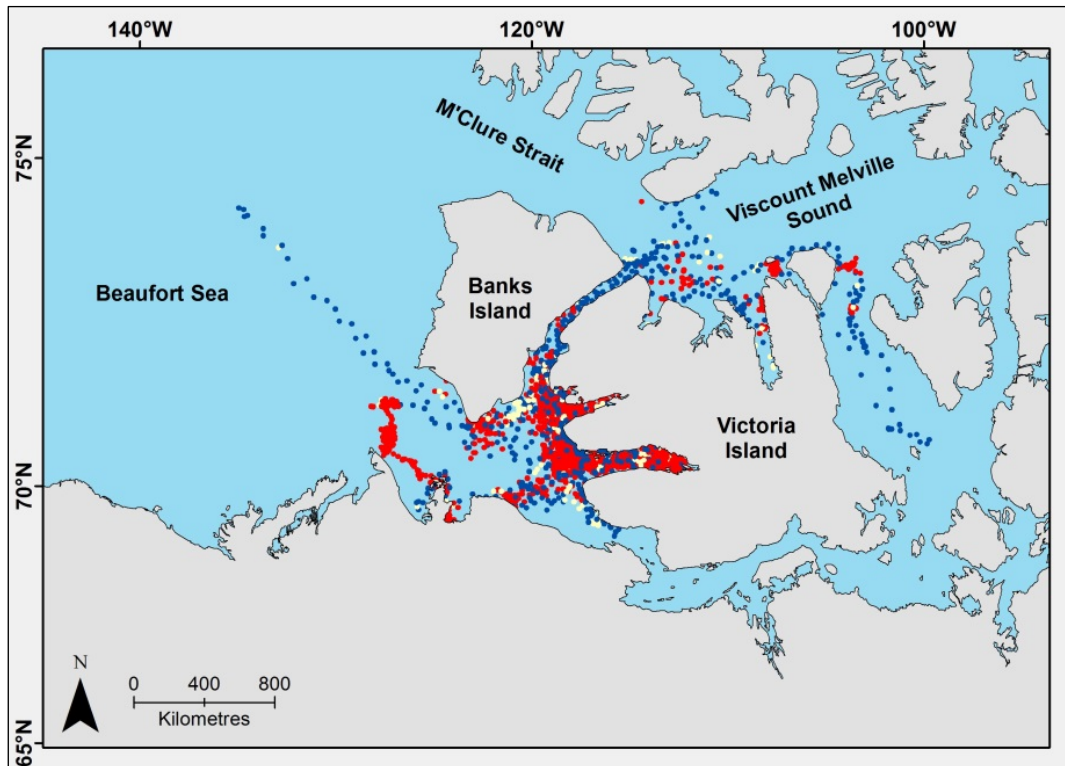 140°W 120°W 100°W
75°N
M'Clure Strait
Viscount Melville
Sound
Banks
Island
Beaufort Sea
Victoria
Island
70°N
N
0 400 800
Kilometres
65°N